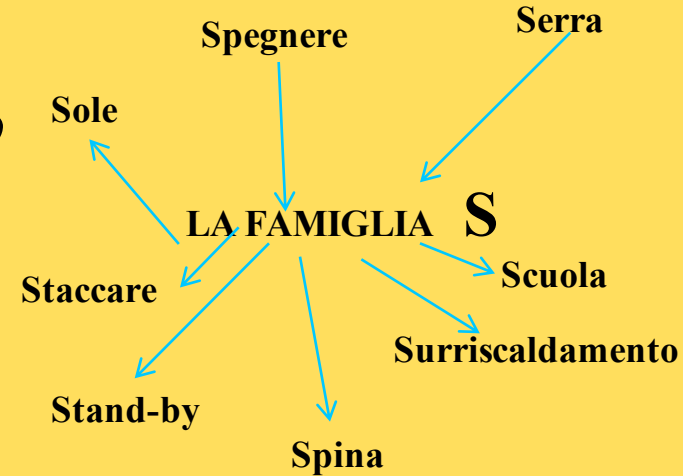 Serra
Spegnere
Sole
LA FAMIGLIA S
Scuola
Staccare
Surriscaldamento
Stand-by
Spina